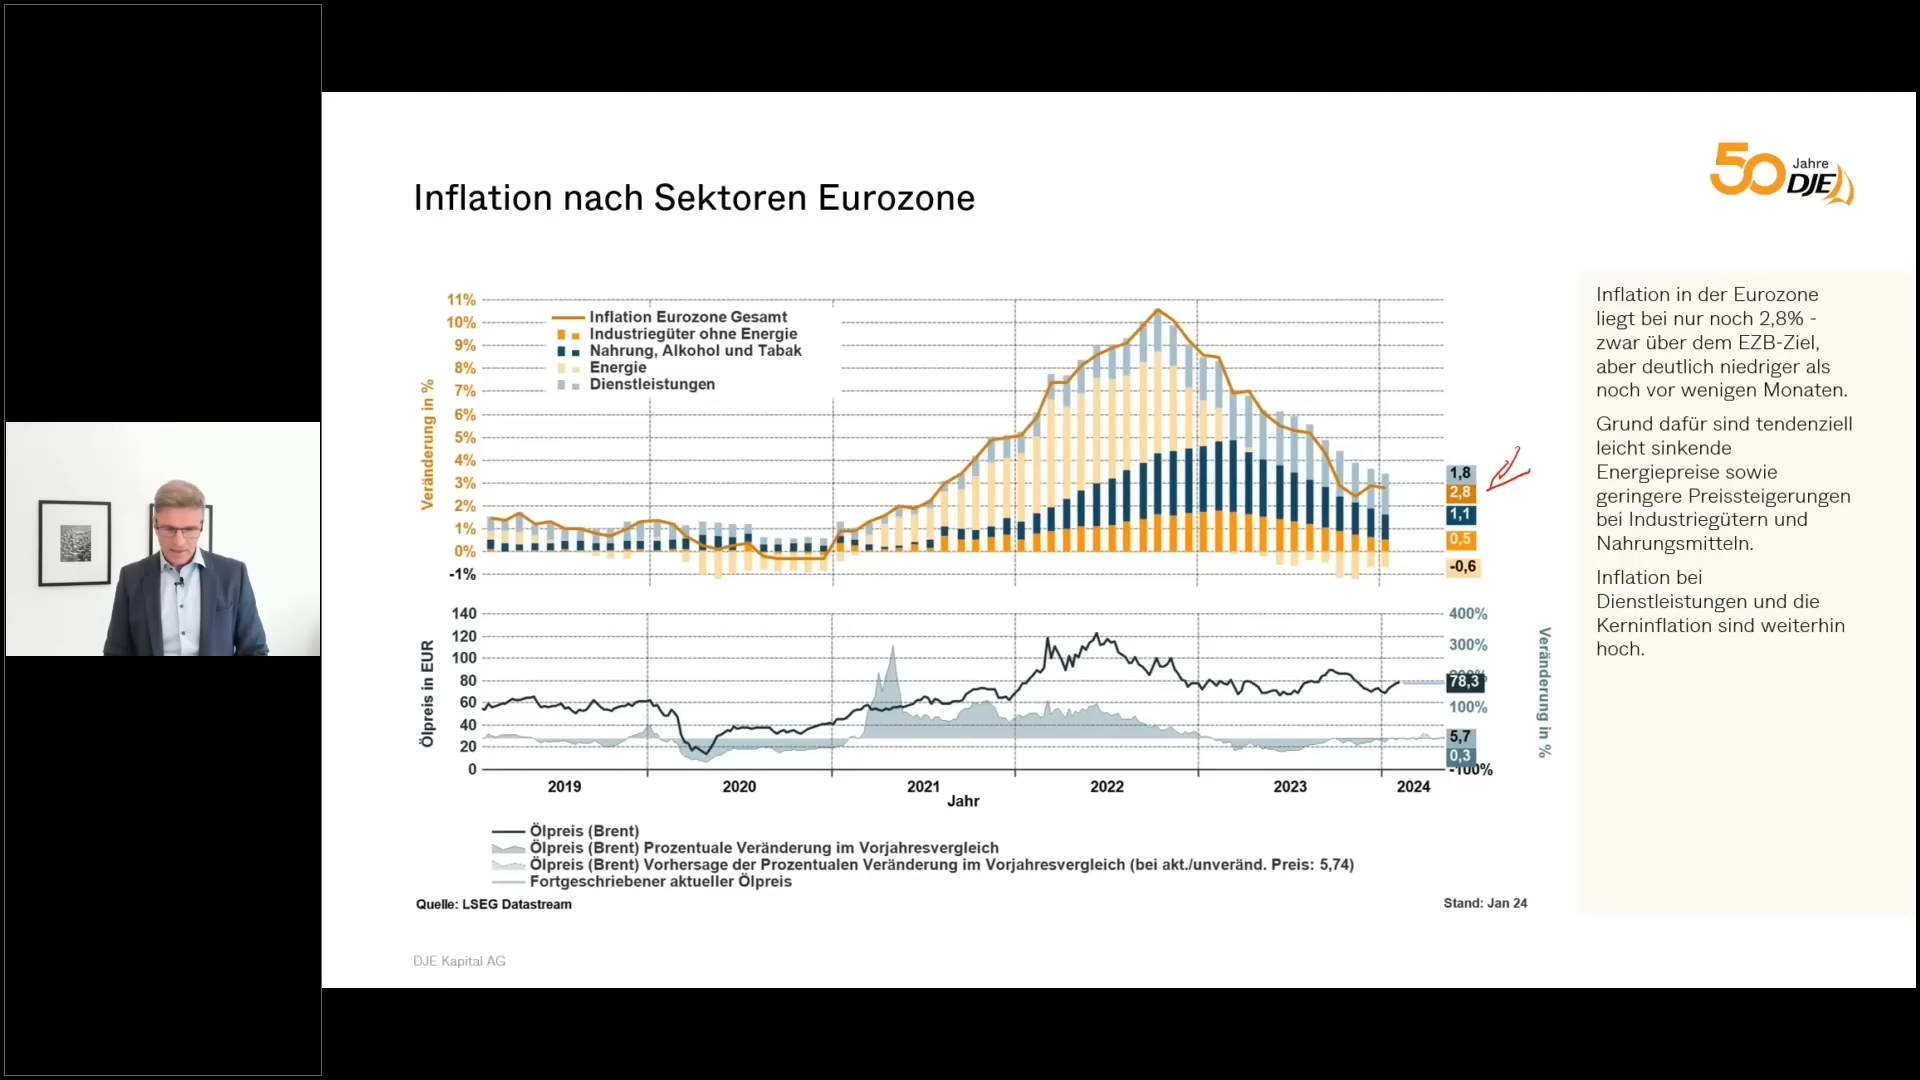 50 Jahre DJE
Inflation nach Sektoren Eurozone
11%
10%
9%
8%
7%
6%
5%
4%
3%
2%
1%
0%
-1%
Veränderung in %
Inflation Eurozone Gesamt
Industriegüter ohne Energie
Nahrung, Alkohol und Tabak
Energie
Dienstleistungen
1,8
2,8
1,1
0,5
-0,6
140
120
100
80
60
40
20
0
Ölpreis in EUR
400%
300%
78,3
100%
5,7
0,3
-100%
Veränderung in %
2019 2020 2021 2022 2023 2024
Jahr
Ölpreis (Brent)
Ölpreis (Brent) Prozentuale Veränderung im Vorjahresvergleich
Ölpreis (Brent) Vorhersage der Prozentualen Veränderung im Vorjahresvergleich (bei akt./unveränd. Preis: 5,74)
Fortgeschriebener aktueller Ölpreis
Quelle: LSEG Datastream
Stand: Jan 24
Inflation in der Eurozone
liegt bei nur noch 2,8% -
zwar über dem EZB-Ziel,
aber deutlich niedriger als
noch vor wenigen Monaten.
Grund dafür sind tendenziell
leicht sinkende
Energiepreise sowie
geringere Preissteigerungen
bei Industriegütern und
Nahrungsmitteln.
Inflation bei
Dienstleistungen und die
Kerninflation sind weiterhin
hoch.
DJE Kapital AG